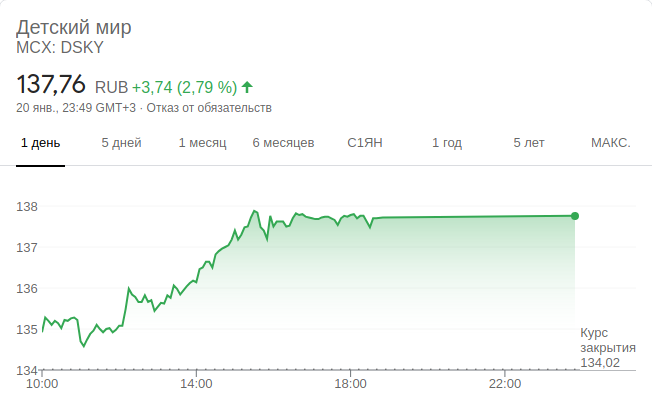 Детский мир
MCX: DSKY
137,76 RUB +3,74 (2,79 %)
20 янв., 23:49 GMT+3 · Отказ от обязательств
1 день 5 дней 1 месяц 6 месяцев С1ЯН 1 год 5 лет МАКС.
138
137
136
135
134
Курс
закрытия
134,02
10:00 14:00 18:00 22:00